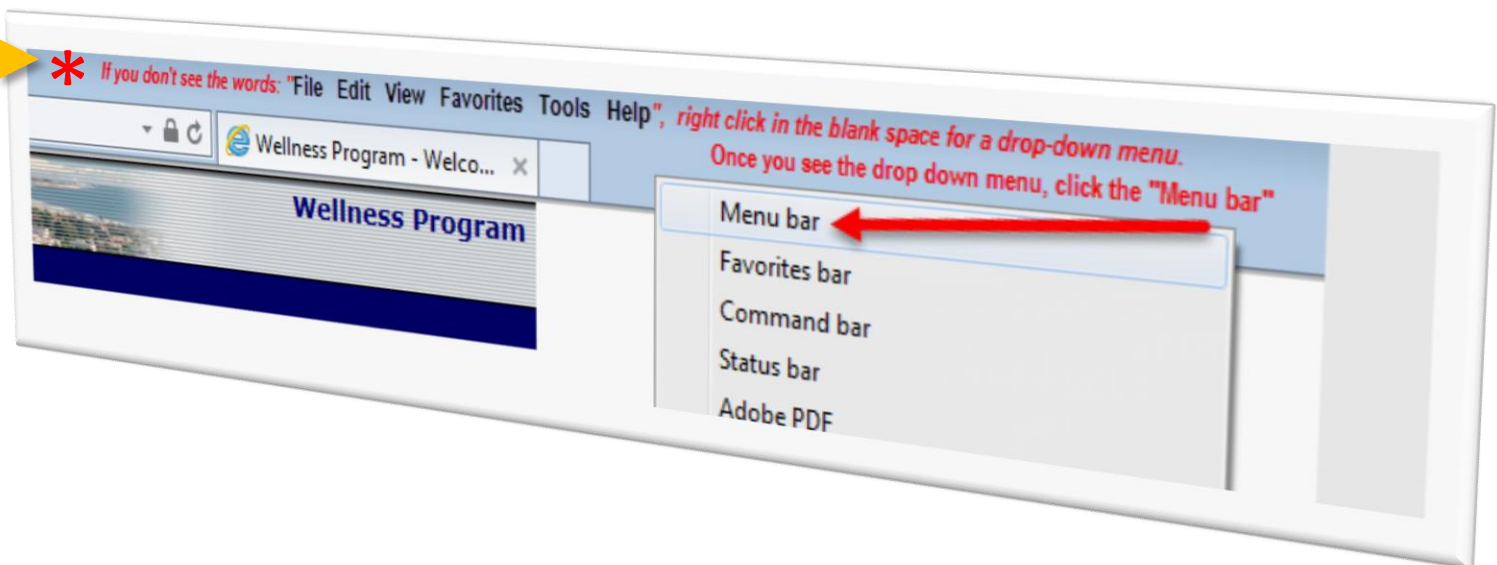 * If you don't see the words: "File Edit View Favorites Tools Help", right click in the blank space for a drop-down menu.
Once you see the drop down menu, click the "Menu bar"
Wellness Program - Welco...
Wellness Program
Menu bar
Favorites bar
Command bar
Status bar
Adobe PDF